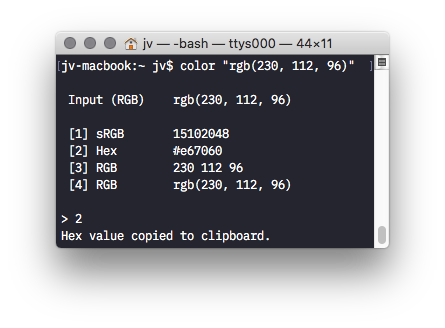 jv — -bash — ttys000 — 44×11
[jv-macbook:~ jv$ color "rgb(230, 112, 96)" ]
Input (RGB) rgb(230, 112, 96)
[1] sRGB 15102048
[2] Hex #e67060
[3] RGB 230 112 96
[4] RGB rgb(230, 112, 96)
> 2
Hex value copied to clipboard.